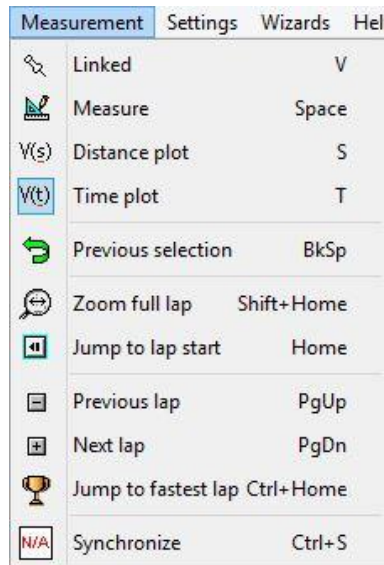 Measurement Settings Wizards Hel
Linked V
Measure Space
V(s) Distance plot S
V(t) Time plot T
Previous selection BkSp
Zoom full lap Shift+Home
Jump to lap start Home
Previous lap PgUp
Next lap PgDn
Jump to fastest lap Ctrl+Home
N/A Synchronize Ctrl+S